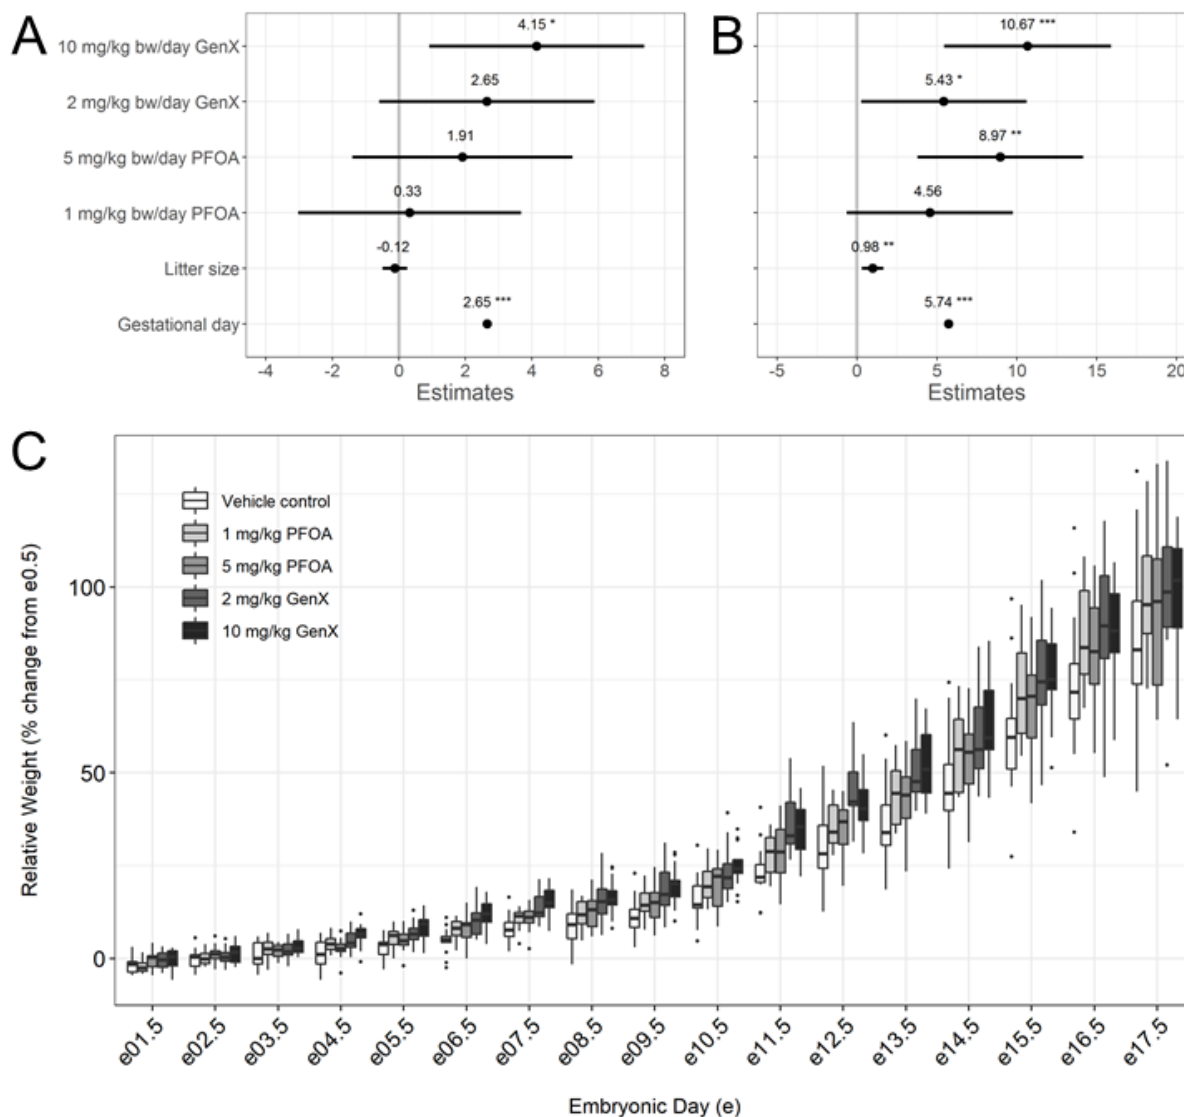 A
B
10 mg/kg bw/day GenX
2 mg/kg bw/day GenX
5 mg/kg bw/day PFOA
1 mg/kg bw/day PFOA
Litter size
Gestational day
4.15 *
2.65
1.91
0.33
-0.12
2.65 ***
-4 -2 0 2 4 6 8
Estimates
10.67 ***
5.43 *
8.97 **
4.56
0.98 **
5.74 ***
-5 0 5 10 15 20
Estimates
C
Vehicle control
1 mg/kg PFOA
5 mg/kg PFOA
2 mg/kg GenX
10 mg/kg GenX
Relative Weight (% change from e0.5)
100
50
0
e01.5 e02.5 e03.5 e04.5 e05.5 e06.5 e07.5 e08.5 e09.5 e10.5 e11.5 e12.5 e13.5 e14.5 e15.5 e16.5 e17.5
Embryonic Day (e)